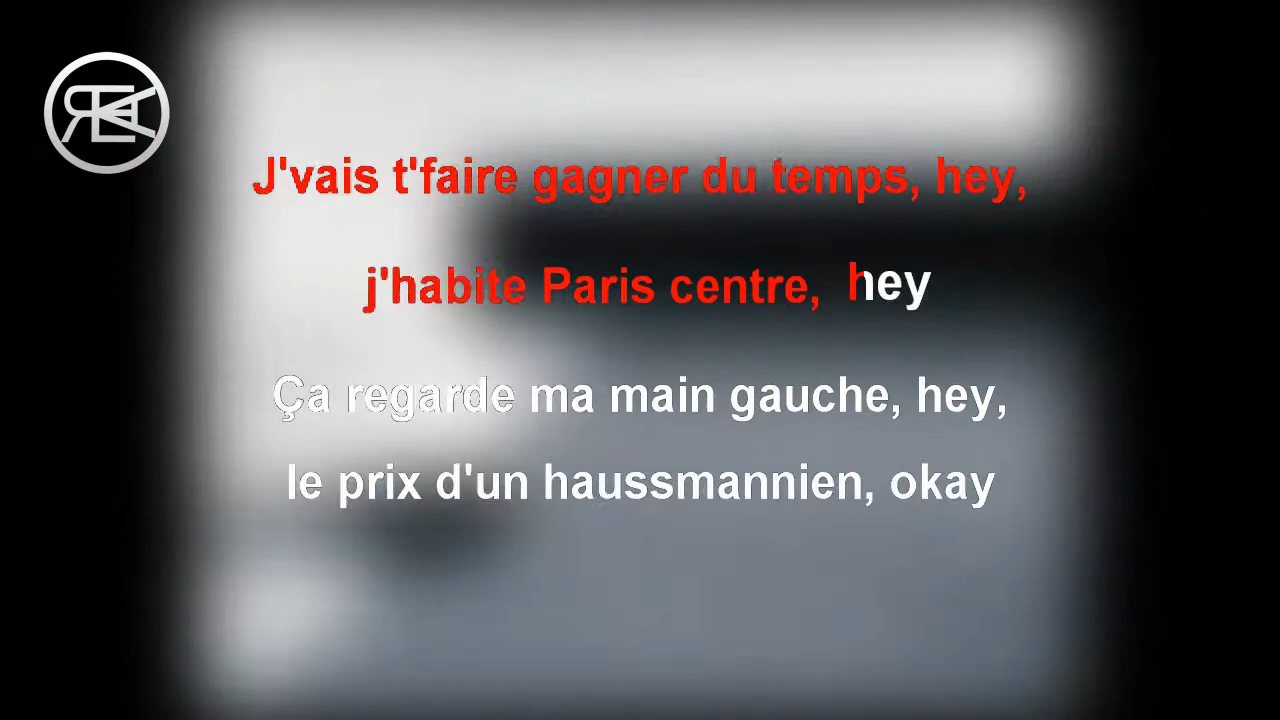 J'vais t'faire gagner du temps, hey,
j'habite Paris centre, hey
Ça regarde ma main gauche, hey,
le prix d'un haussmannien, okay